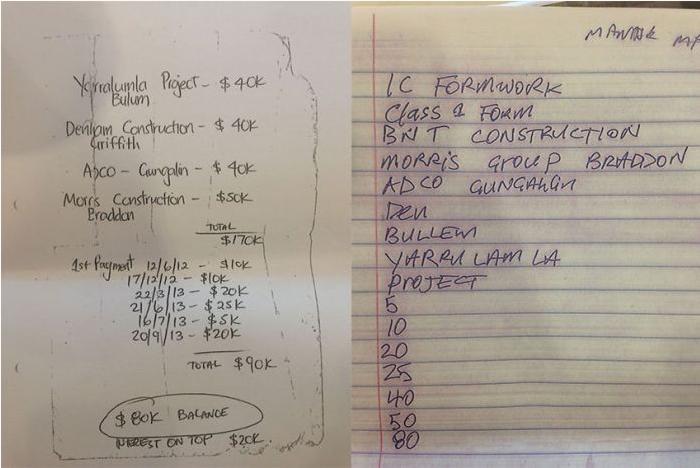 Yarralumla Project - $40K
Bulum
Denham Construction - $40K
Griffith
ADCO - Gungalin - $40K
Morris Construction - $50K
Braddon
TOTAL
$170K
1st Payment 12/6/12 - $10K
17/12/12 - $10K
22/3/13 - $20K
21/6/13 - $25K
16/7/13 - $5K
20/9/13 - $20K
TOTAL $90K
$80K BALANCE
INTEREST ON TOP $20K
IC FORMWORK
Class 1 FORM
BNT CONSTRUCTION
MORRIS GROUP BRADDON
ADCO GUNGAHLIN
Den
BULLEM
YARRULAMLA
PROJECT
5
10
20
25
40
50
80